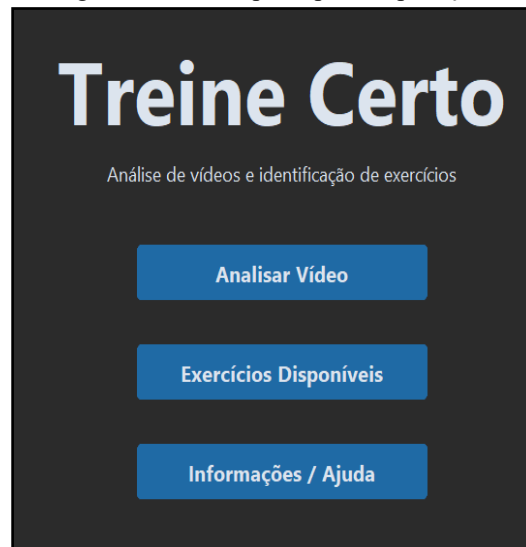 Treine Certo
Análise de vídeos e identificação de exercícios
Analisar Vídeo
Exercícios Disponíveis
Informações / Ajuda